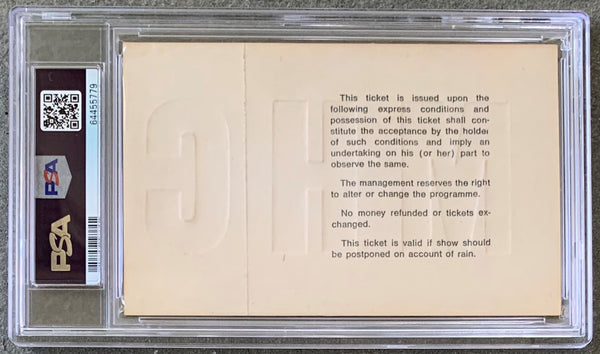 This ticket is issued upon the
following express conditions and
possession of this ticket shall con-
stitute the acceptance by the holder
of such conditions and imply an
undertaking on his (or her) part to
observe the same.
The management reserves the right
to alter or change the programme.
No money refunded or tickets ex-
changed.
This ticket is valid if show should
be postponed on account of rain.
64455779
PSA
PSA